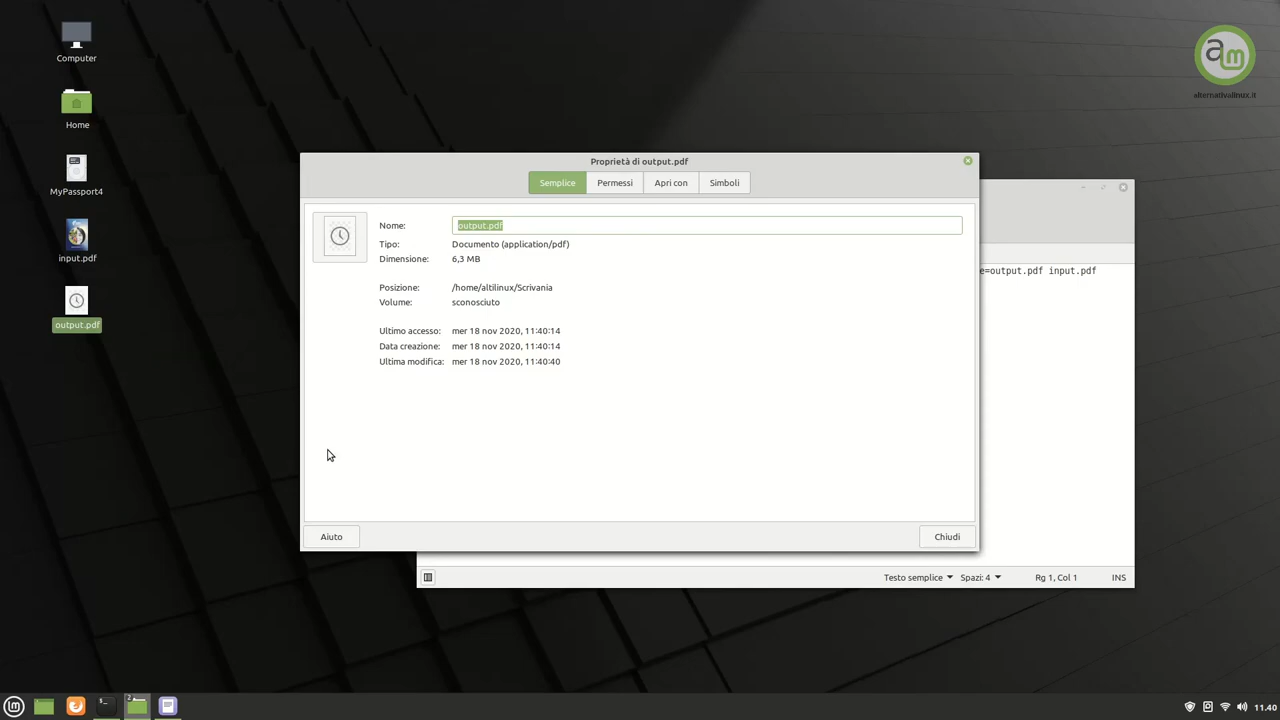 Computer
Home
MyPassport4
input.pdf
output.pdf
am
alternativalinux.it
Proprietà di output.pdf
Semplice
Permessi
Apri con
Simboli
Nome:
output.pdf
Tipo:
Documento (application/pdf)
Dimensione:
6,3 MB
Posizione:
/home/altilinux/Scrivania
Volume:
sconosciuto
Ultimo accesso:
mer 18 nov 2020, 11:40:14
Data creazione:
mer 18 nov 2020, 11:40:14
Ultima modifica:
mer 18 nov 2020, 11:40:40
Aiuto
Chiudi
e=output.pdf input.pdf
Testo semplice
Spazi: 4
Rg 1, Col 1
INS
2
11.40